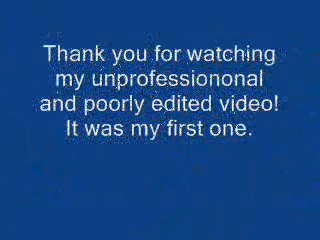 Thank you for watching
my unprofessiononal
and poorly edited video!
It was my first one.